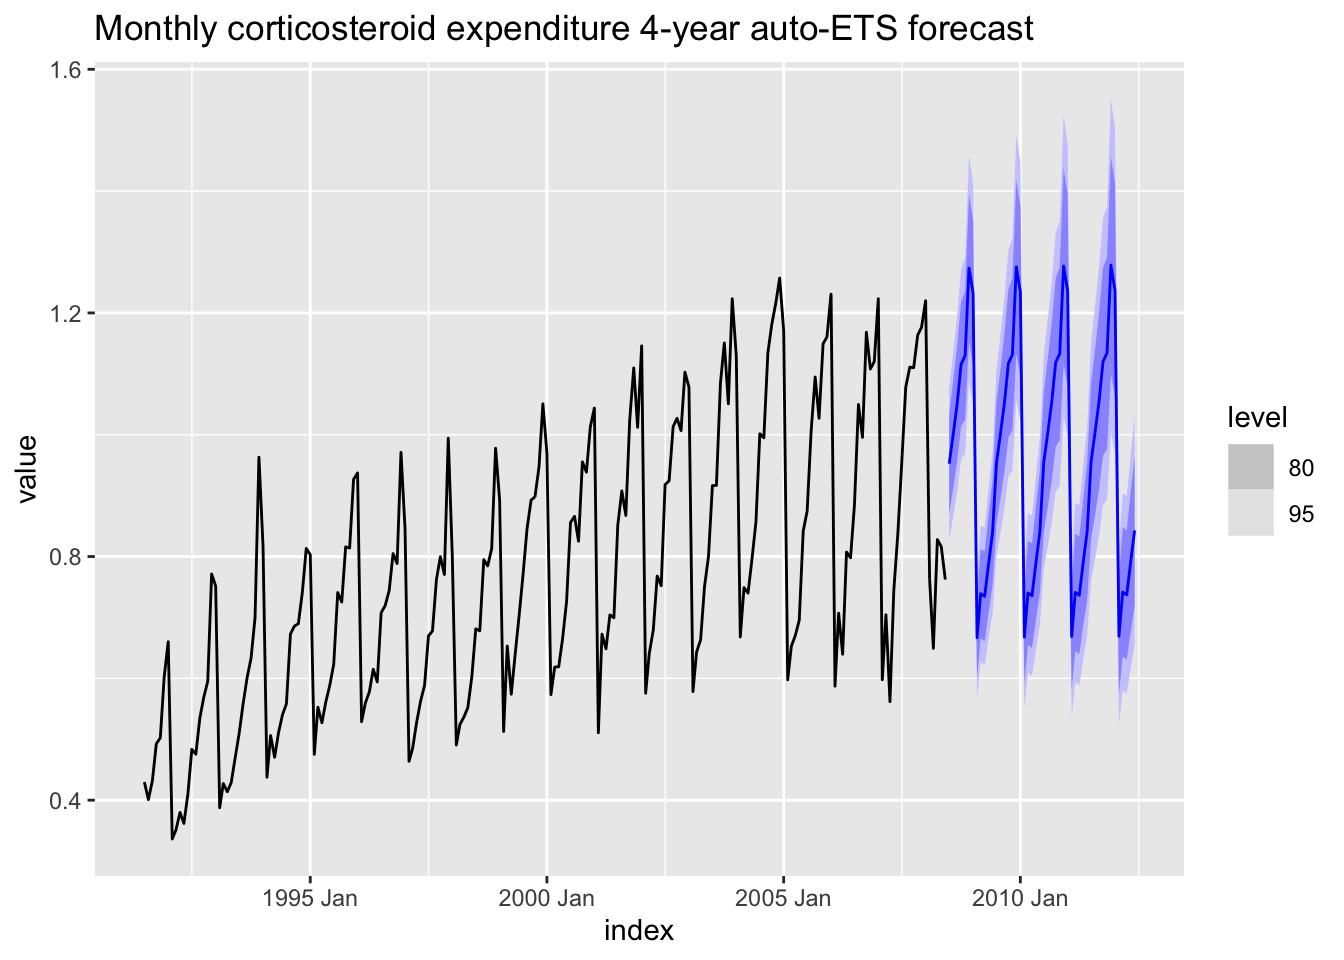 Monthly corticosteroid expenditure 4-year auto-ETS forecast
1.6
1.2
0.8
0.4
value
1995 Jan
2000 Jan
2005 Jan
2010 Jan
index
level
80
95